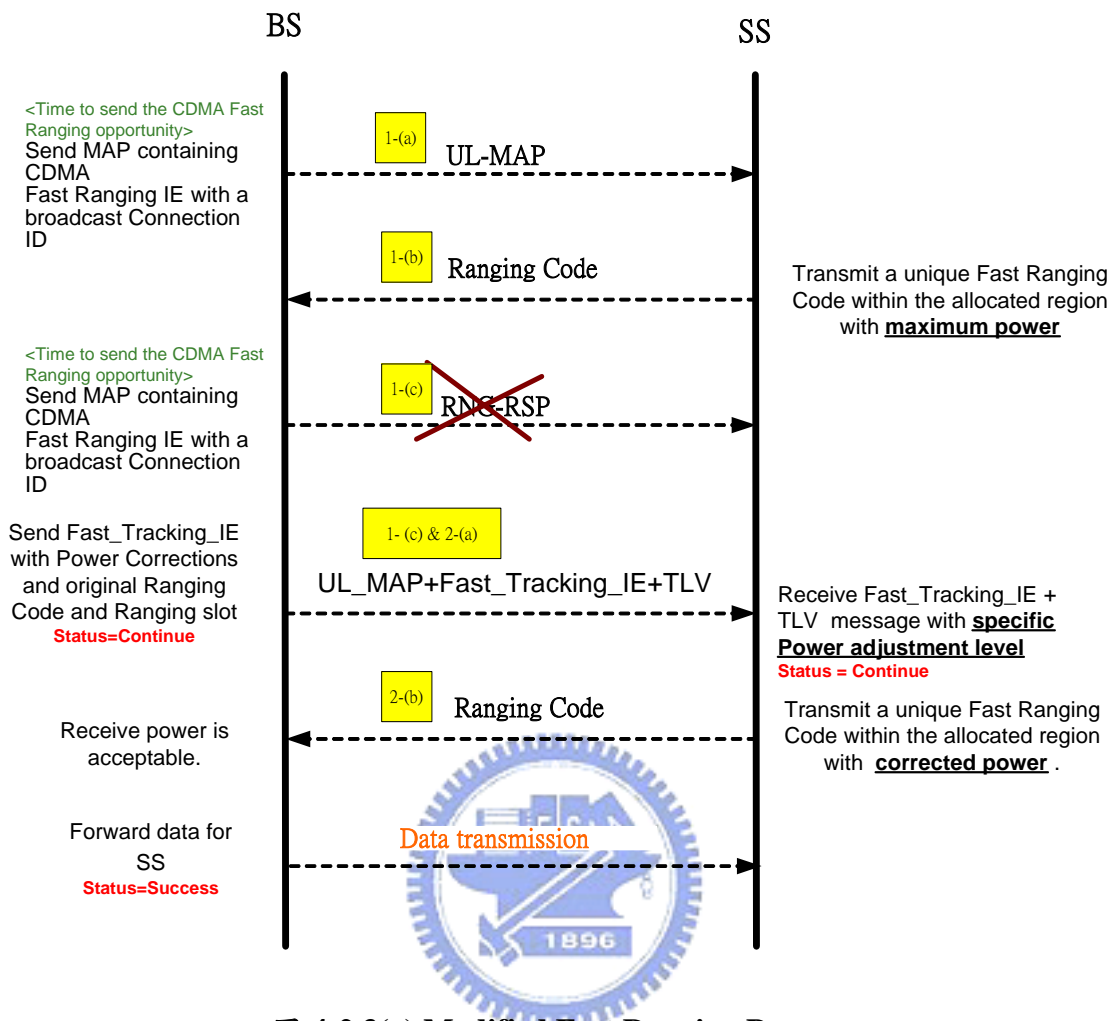 BS
SS
<Time to send the CDMA Fast
Ranging opportunity>
Send MAP containing
CDMA
Fast Ranging IE with a
broadcast Connection
ID
1-(a)
UL-MAP
1-(b)
Ranging Code
Transmit a unique Fast Ranging
Code within the allocated region
with maximum power
<Time to send the CDMA Fast
Ranging opportunity>
Send MAP containing
CDMA
Fast Ranging IE with a
broadcast Connection
ID
1-(c)
RNG-RSP
Send Fast_Tracking_IE
with Power Corrections
and original Ranging
Code and Ranging slot
Status=Continue
1- (c) & 2-(a)
UL_MAP+Fast_Tracking_IE+TLV
Receive Fast_Tracking_IE +
TLV message with specific
Power adjustment level
Status = Continue
2-(b)
Ranging Code
Receive power is
acceptable.
Transmit a unique Fast Ranging
Code within the allocated region
with corrected power .
Forward data for
SS
Status=Success
Data transmission
1896